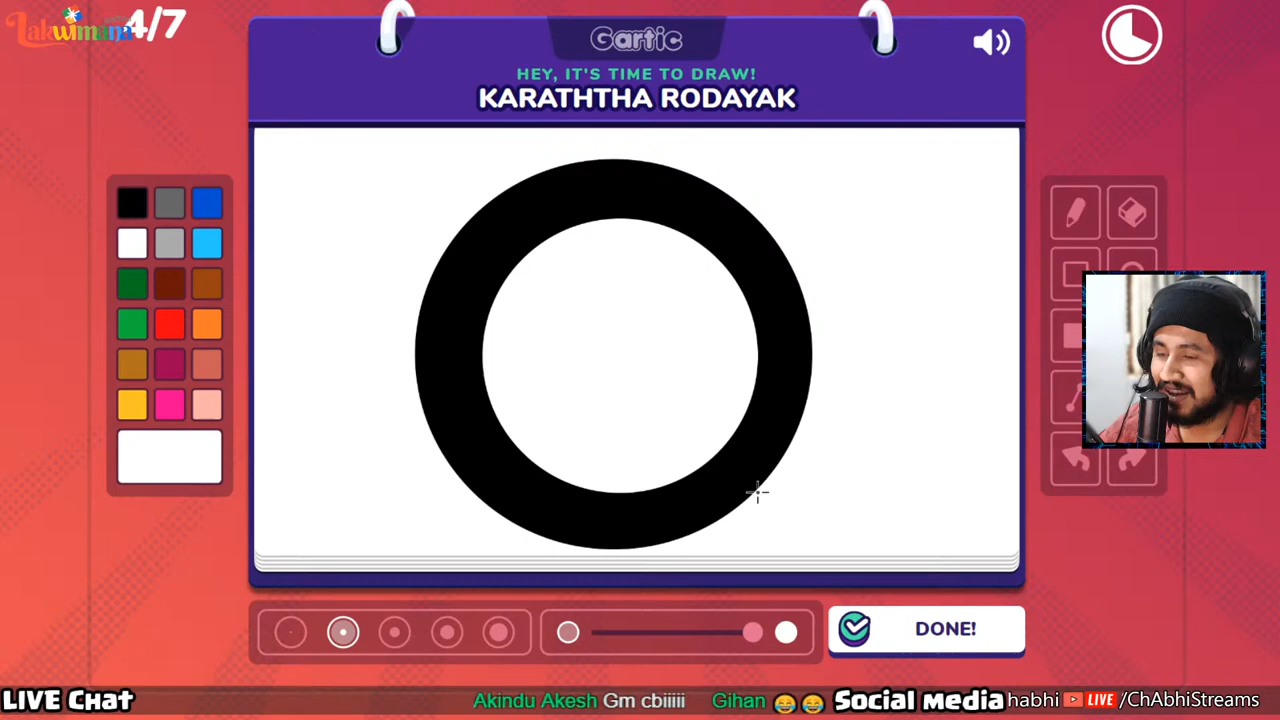 Lakwimana 4/7
Gartic
HEY, IT'S TIME TO DRAW!
KARATHTHA RODAYAK
DONE!
LIVE Chat Akindu Akesh Gm cbiiiii Gihan 😂😂 Social Media habhi LIVE /ChAbhiStreams